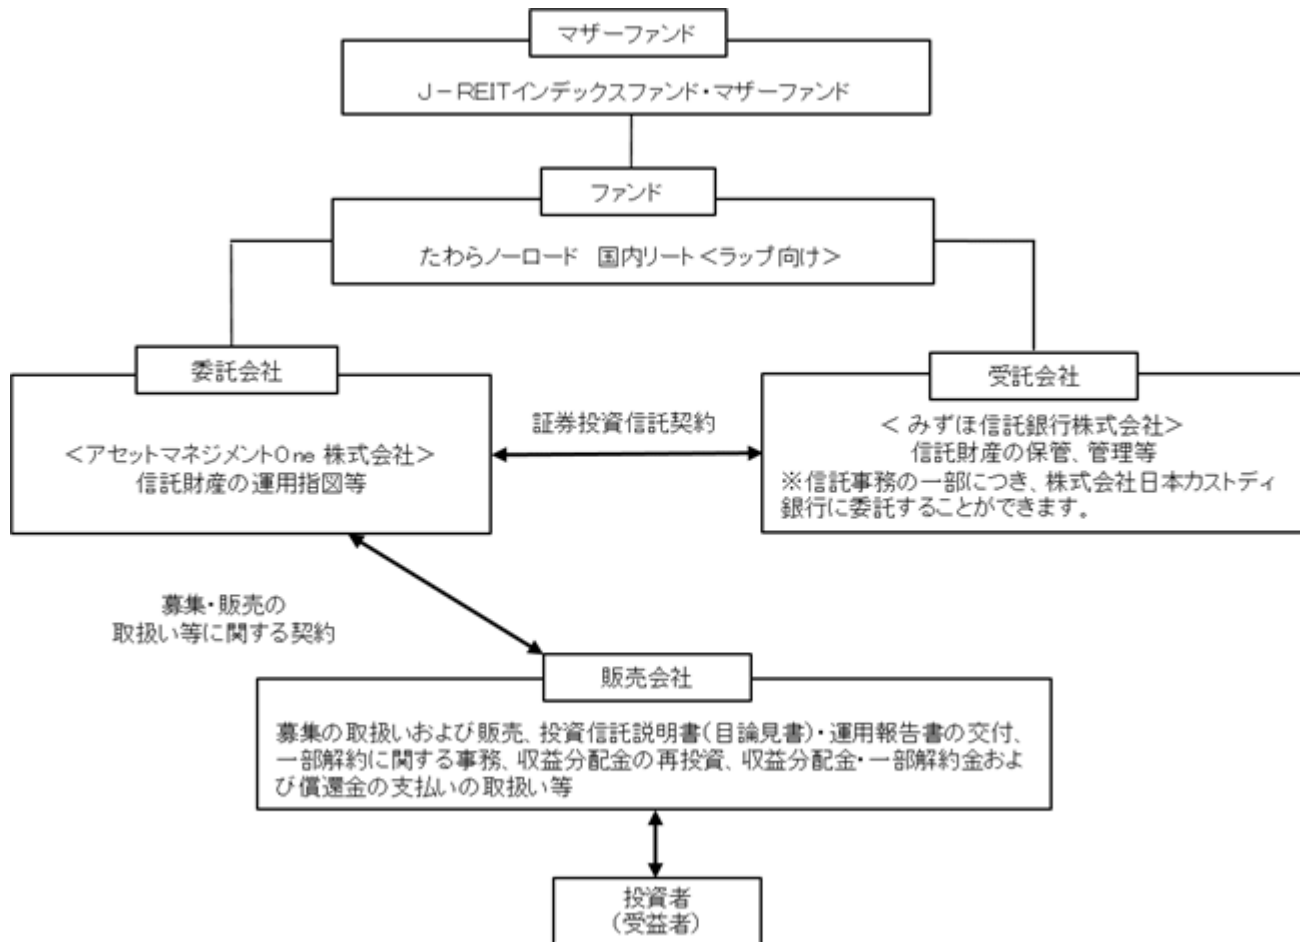 マザーファンド
J－REITインデックスファンド・マザーファンド
ファンド
たわらノーロード　国内リート＜ラップ向け＞
委託会社
＜アセットマネジメントOne 株式会社＞
信託財産の運用指図等
証券投資信託契約
受託会社
＜ みずほ信託銀行株式会社＞
信託財産の保管、管理等
※信託事務の一部につき、株式会社日本カストディ
銀行に委託することができます。
募集・販売の
取扱い等に関する契約
販売会社
募集の取扱いおよび販売、投資信託説明書（目論見書）・運用報告書の交付、
一部解約に関する事務、収益分配金の再投資、収益分配金・一部解約金およ
び償還金の支払いの取扱い等
投資者
（受益者）